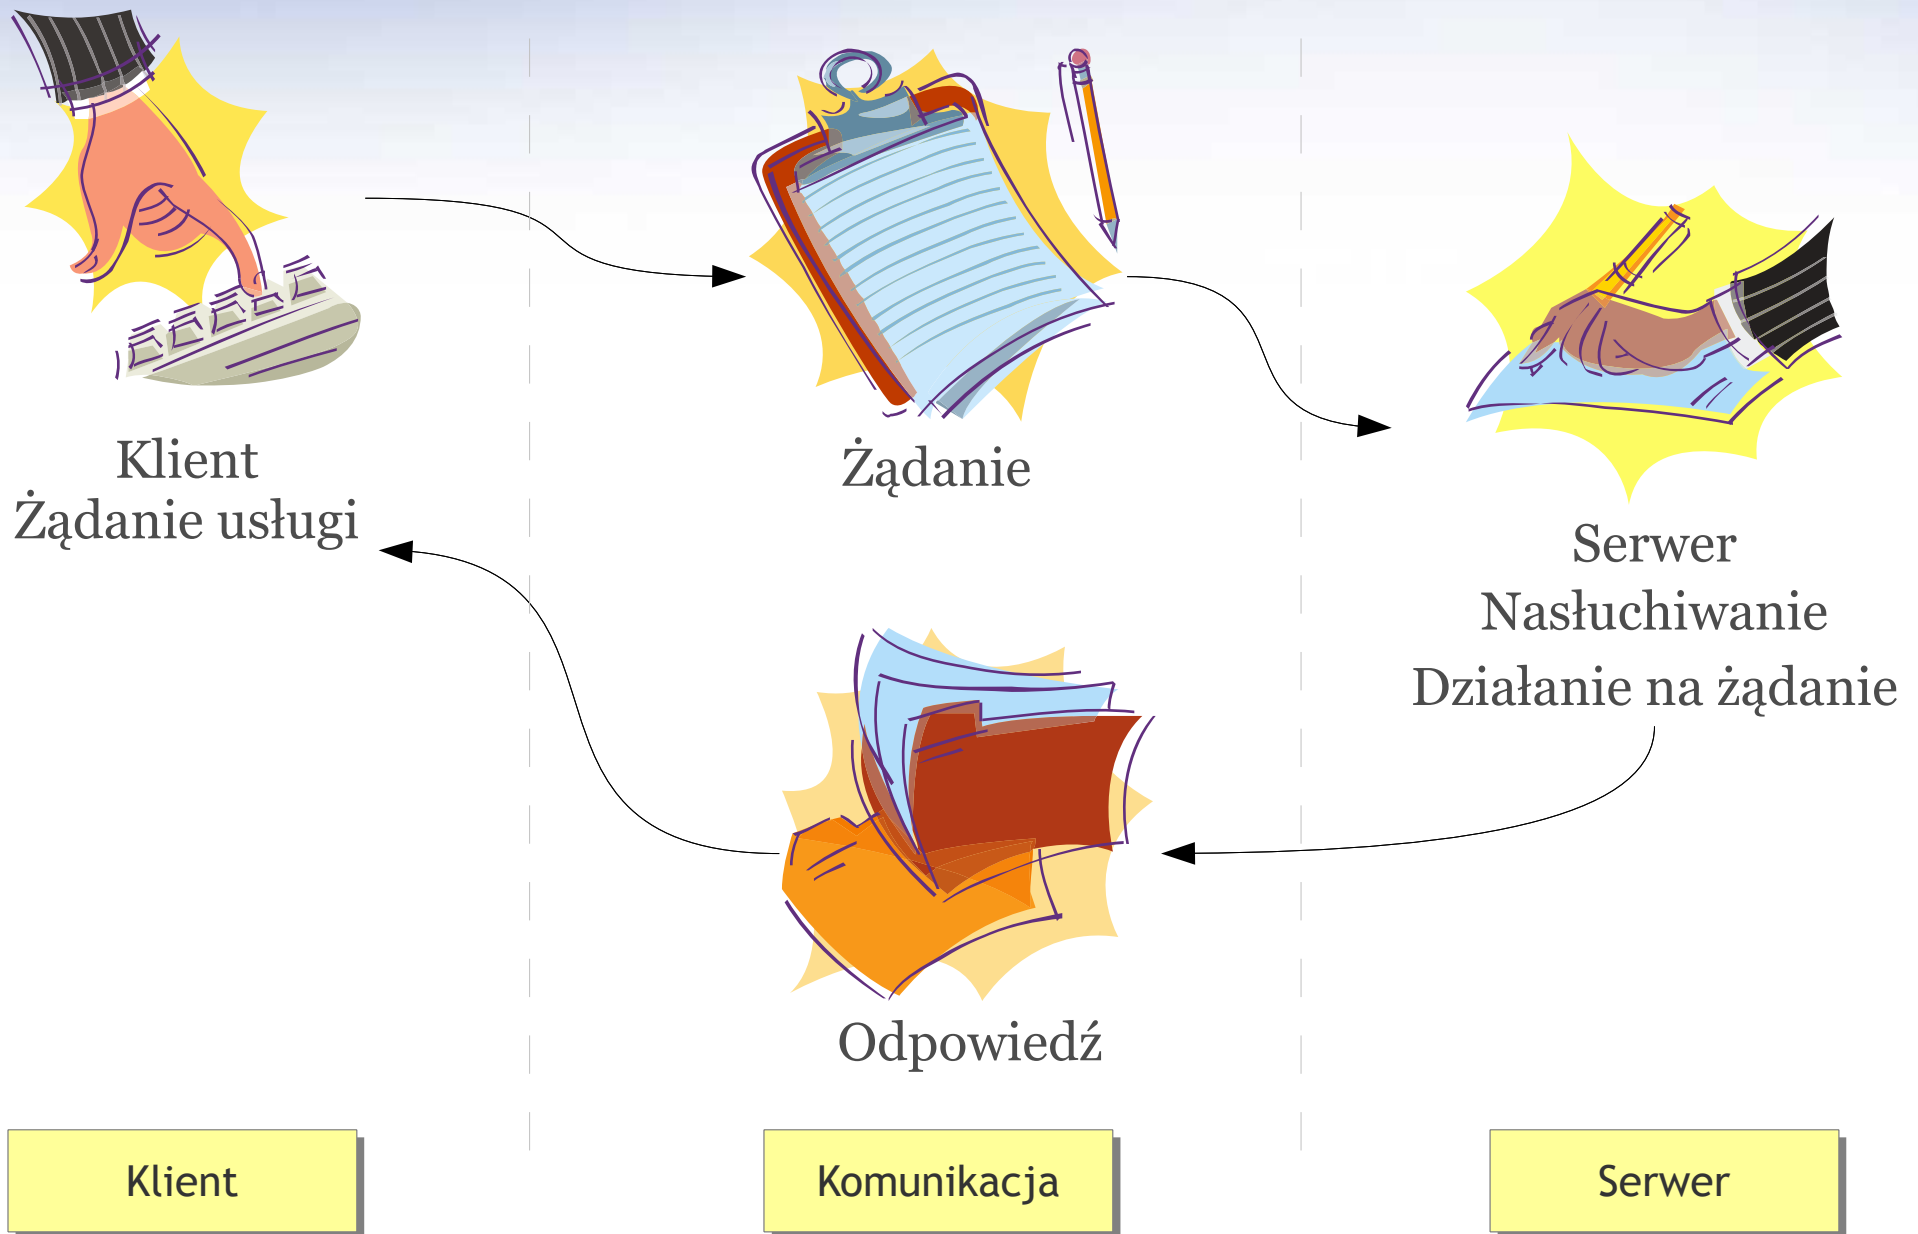 Klient
Żądanie usługi
Żądanie
Serwer
Nasłuchiwanie
Działanie na żądanie
Odpowiedź
Klient
Komunikacja
Serwer